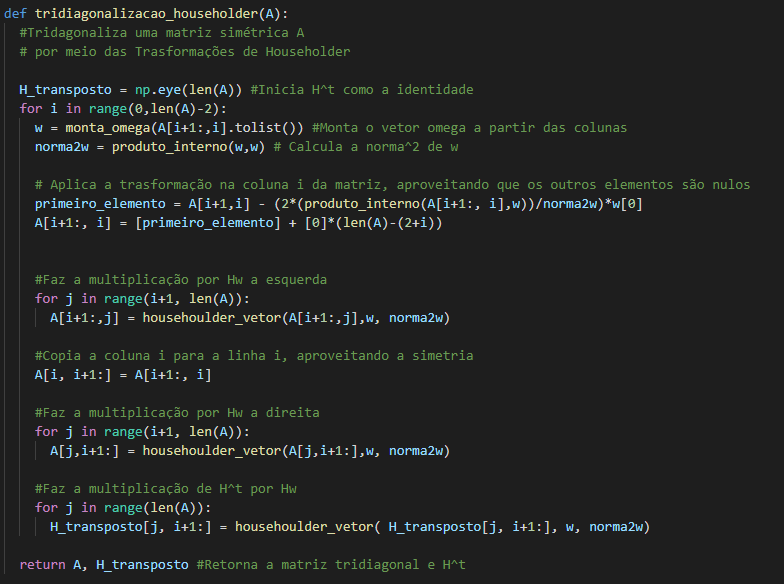 def tridiagonalizacao_householder(A):
#Tridagonaliza uma matriz simétrica A
# por meio das Trasformações de Householder
H_transposto = np.eye(len(A)) #Inicia H^t como a identidade
for i in range(0,len(A)-2):
w = monta_omega(A[i+1:,i].tolist()) #Monta o vetor omega a partir das colunas
norma2w = produto_interno(w,w) # Calcula a norma^2 de w
# Aplica a trasformação na coluna i da matriz, aproveitando que os outros elementos são nulos
primeiro_elemento = A[i+1,i] - (2*(produto_interno(A[i+1:, i],w))/norma2w)*w[0]
A[i+1:, i] = [primeiro_elemento] + [0]*(len(A)-(2+i))
#Faz a multiplicação por Hw a esquerda
for j in range(i+1, len(A)):
A[i+1:,j] = househoulder_vetor(A[i+1:,j],w, norma2w)
#Copia a coluna i para a linha i, aproveitando a simetria
A[i, i+1:] = A[i+1:, i]
#Faz a multiplicação por Hw a direita
for j in range(i+1, len(A)):
A[j,i+1:] = househoulder_vetor(A[j,i+1:],w, norma2w)
#Faz a multiplicação de H^t por Hw
for j in range(len(A)):
H_transposto[j, i+1:] = househoulder_vetor( H_transposto[j, i+1:], w, norma2w)
return A, H_transposto #Retorna a matriz tridiagonal e H^t